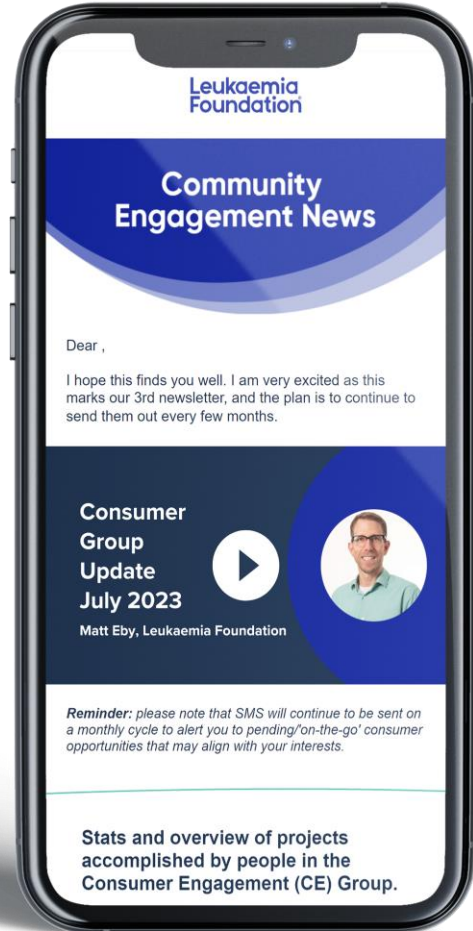 Leukaemia
Foundation
Community
Engagement News
Dear ,
I hope this finds you well. I am very excited as this
marks our 3rd newsletter, and the plan is to continue to
send them out every few months.
Consumer
Group
Update
July 2023
Matt Eby, Leukaemia Foundation
Reminder: please note that SMS will continue to be sent on
a monthly cycle to alert you to pending/'on-the-go' consumer
opportunities that may align with your interests.
Stats and overview of projects
accomplished by people in the
Consumer Engagement (CE) Group.